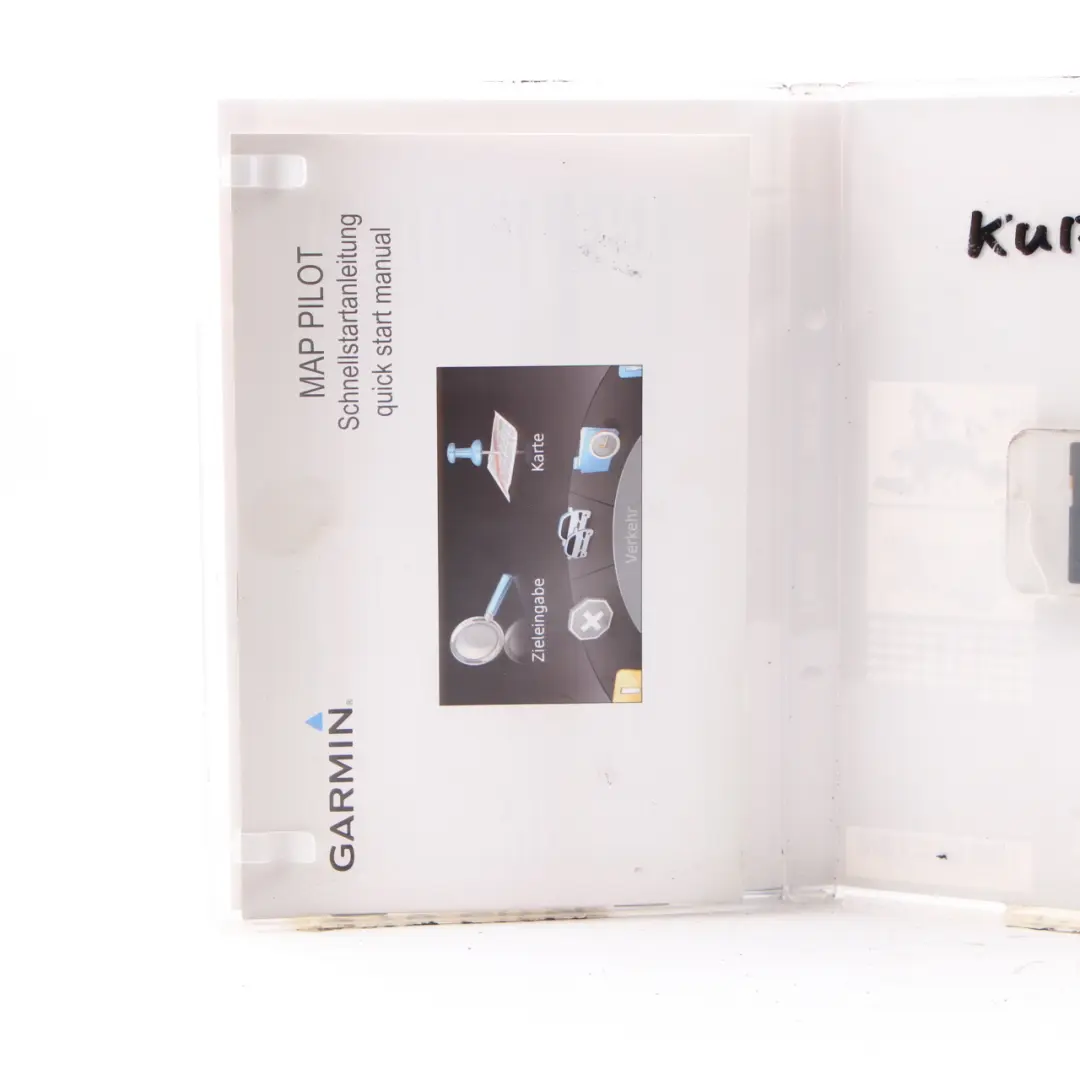 MAP PILOT
Schnellstartanleitung
quick start manual
Zieleingabe
Karte
Verkehr
GARMIN®